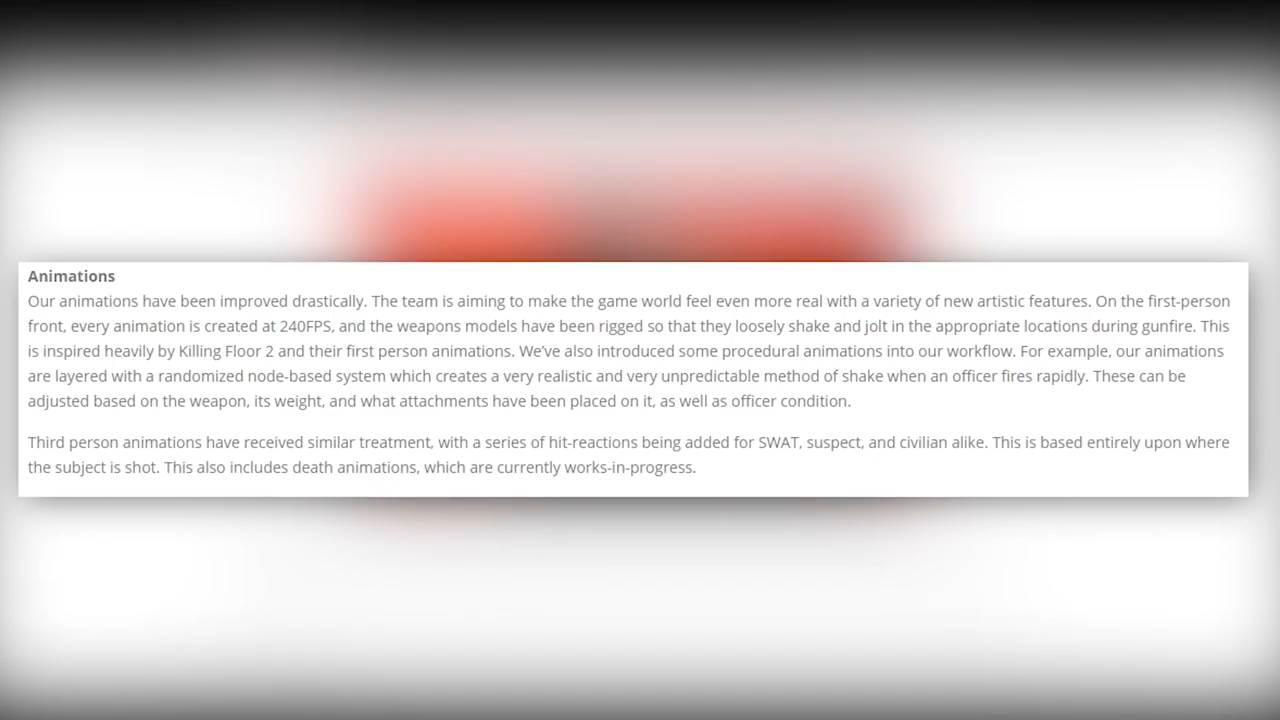 Animations
Our animations have been improved drastically. The team is aiming to make the game world feel even more real with a variety of new artistic features. On the first-person
front, every animation is created at 240FPS, and the weapons models have been rigged so that they loosely shake and jolt in the appropriate locations during gunfire. This
is inspired heavily by Killing Floor 2 and their first person animations. We’ve also introduced some procedural animations into our workflow. For example, our animations
are layered with a randomized node-based system which creates a very realistic and very unpredictable method of shake when an officer fires rapidly. These can be
adjusted based on the weapon, its weight, and what attachments have been placed on it, as well as officer condition.
Third person animations have received similar treatment, with a series of hit-reactions being added for SWAT, suspect, and civilian alike. This is based entirely upon where
the subject is shot. This also includes death animations, which are currently works-in-progress.